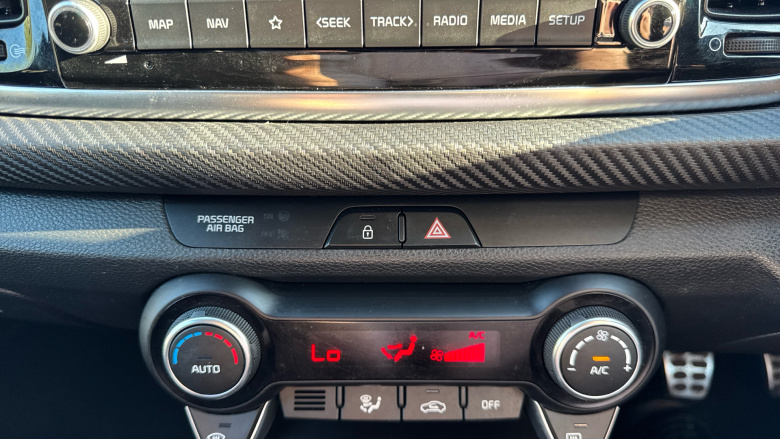 MAP NAV <SEEK TRACK> RADIO MEDIA SETUP
PASSENGER
AIR BAG
A/C
Lo
AUTO
A/C
OFF